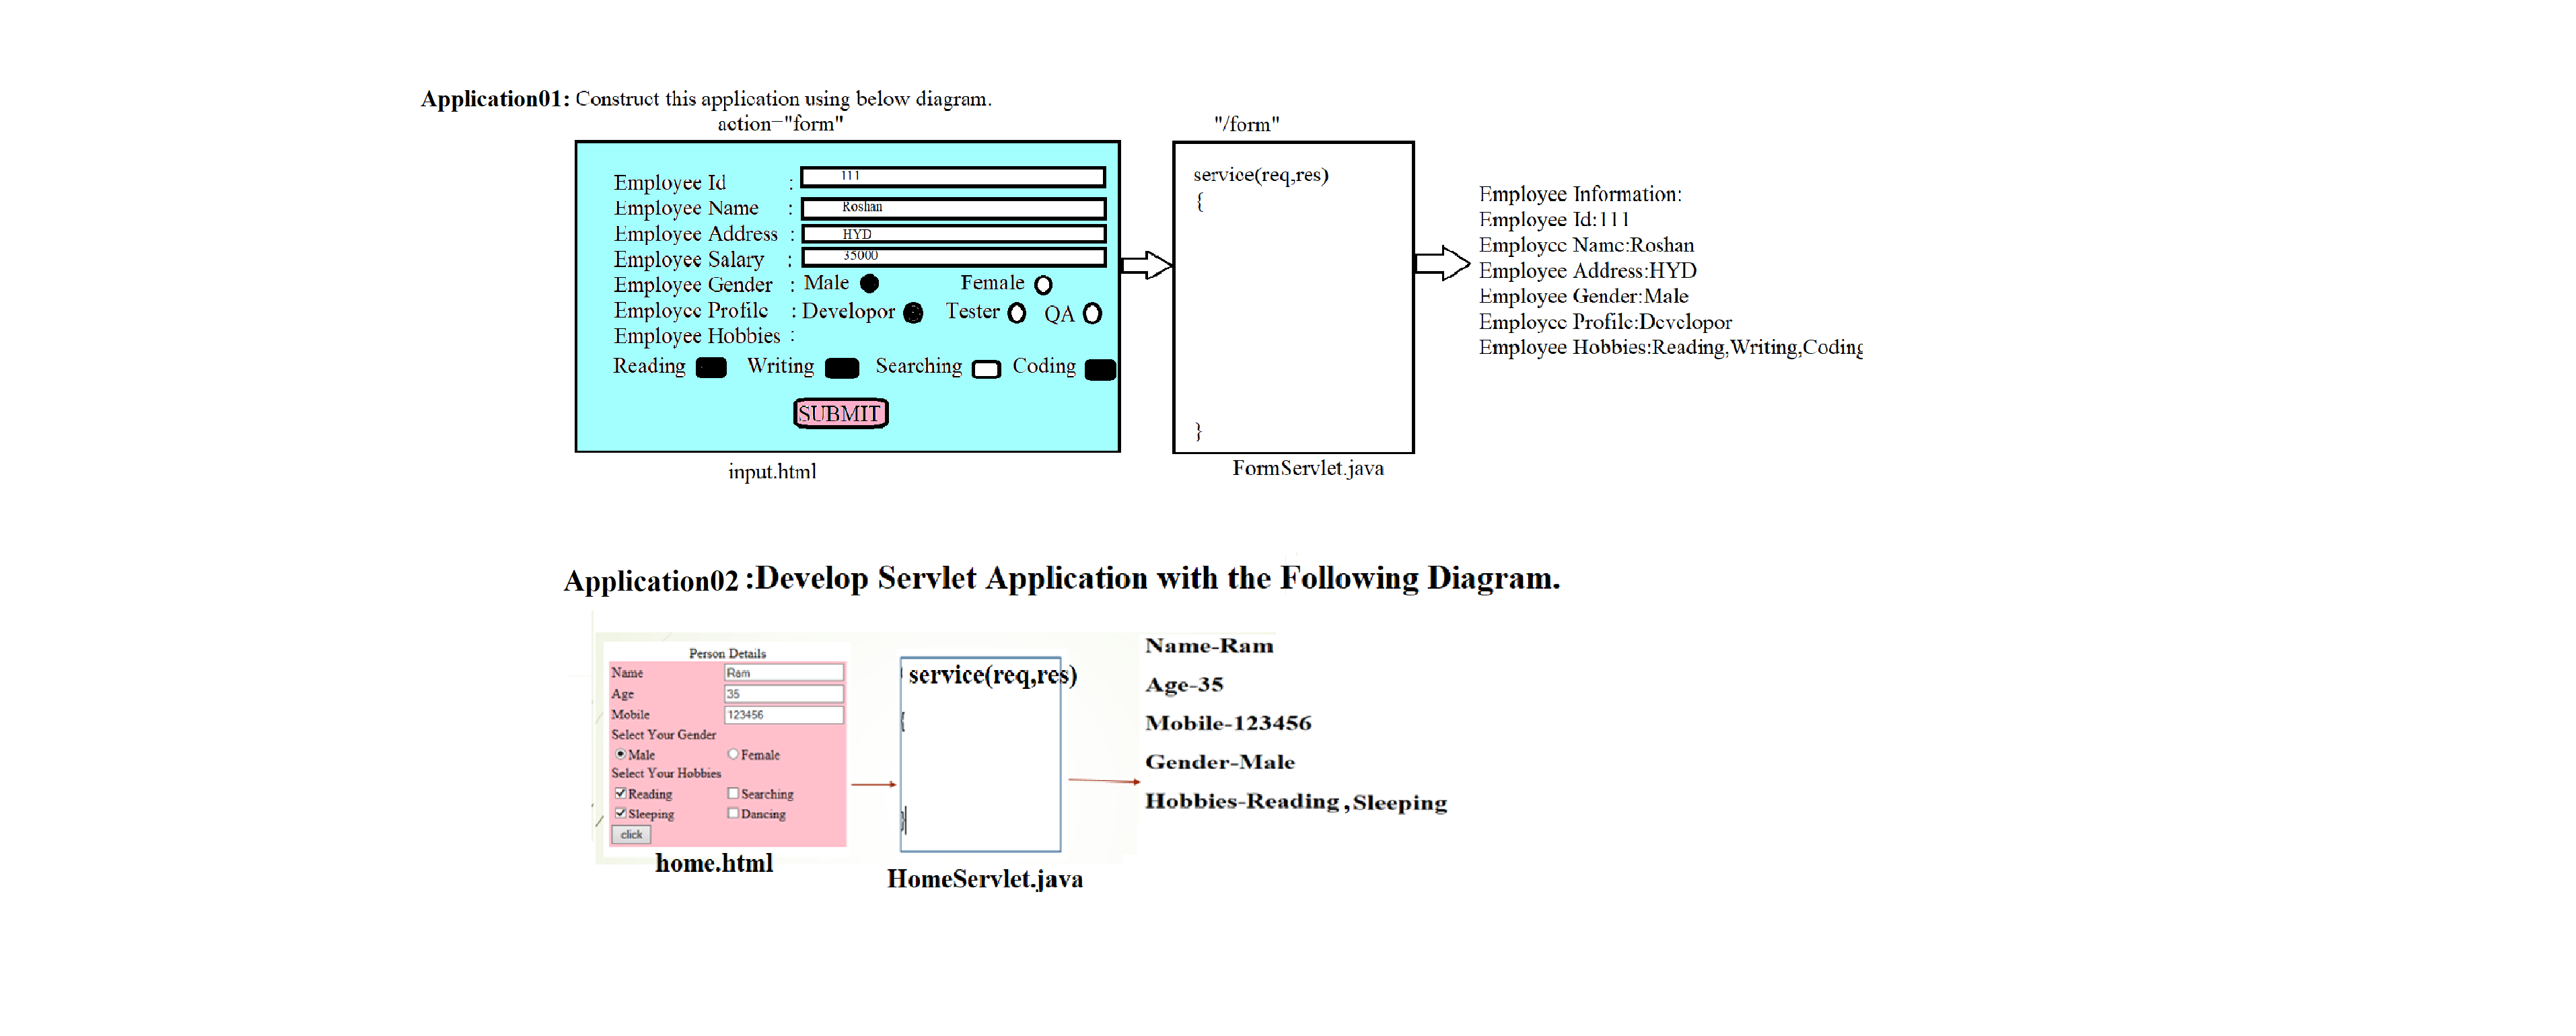 Application01: Construct this application using below diagram.
action="form"
Employee Id : 111
Employee Name : Roshan
Employee Address : HYD
Employee Salary : 35000
Employee Gender : Male Female
Employee Profile : Developor Tester QA
Employee Hobbies :
Reading Writing Searching Coding
SUBMIT
input.html
"/form"
service(req,res)
{
}
FormServlet.java
Employee Information:
Employee Id:111
Employee Name:Roshan
Employee Address:HYD
Employee Gender:Male
Employee Profile:Developor
Employee Hobbies:Reading,Writing,Coding
Application02 :Develop Servlet Application with the Following Diagram.
Person Details
Name Ram
Age 35
Mobile 123456
Select Your Gender
Male Female
Select Your Hobbies
Reading Searching
Sleeping Dancing
click
home.html
service(req,res)
{
}
HomeServlet.java
Name-Ram
Age-35
Mobile-123456
Gender-Male
Hobbies-Reading ,Sleeping